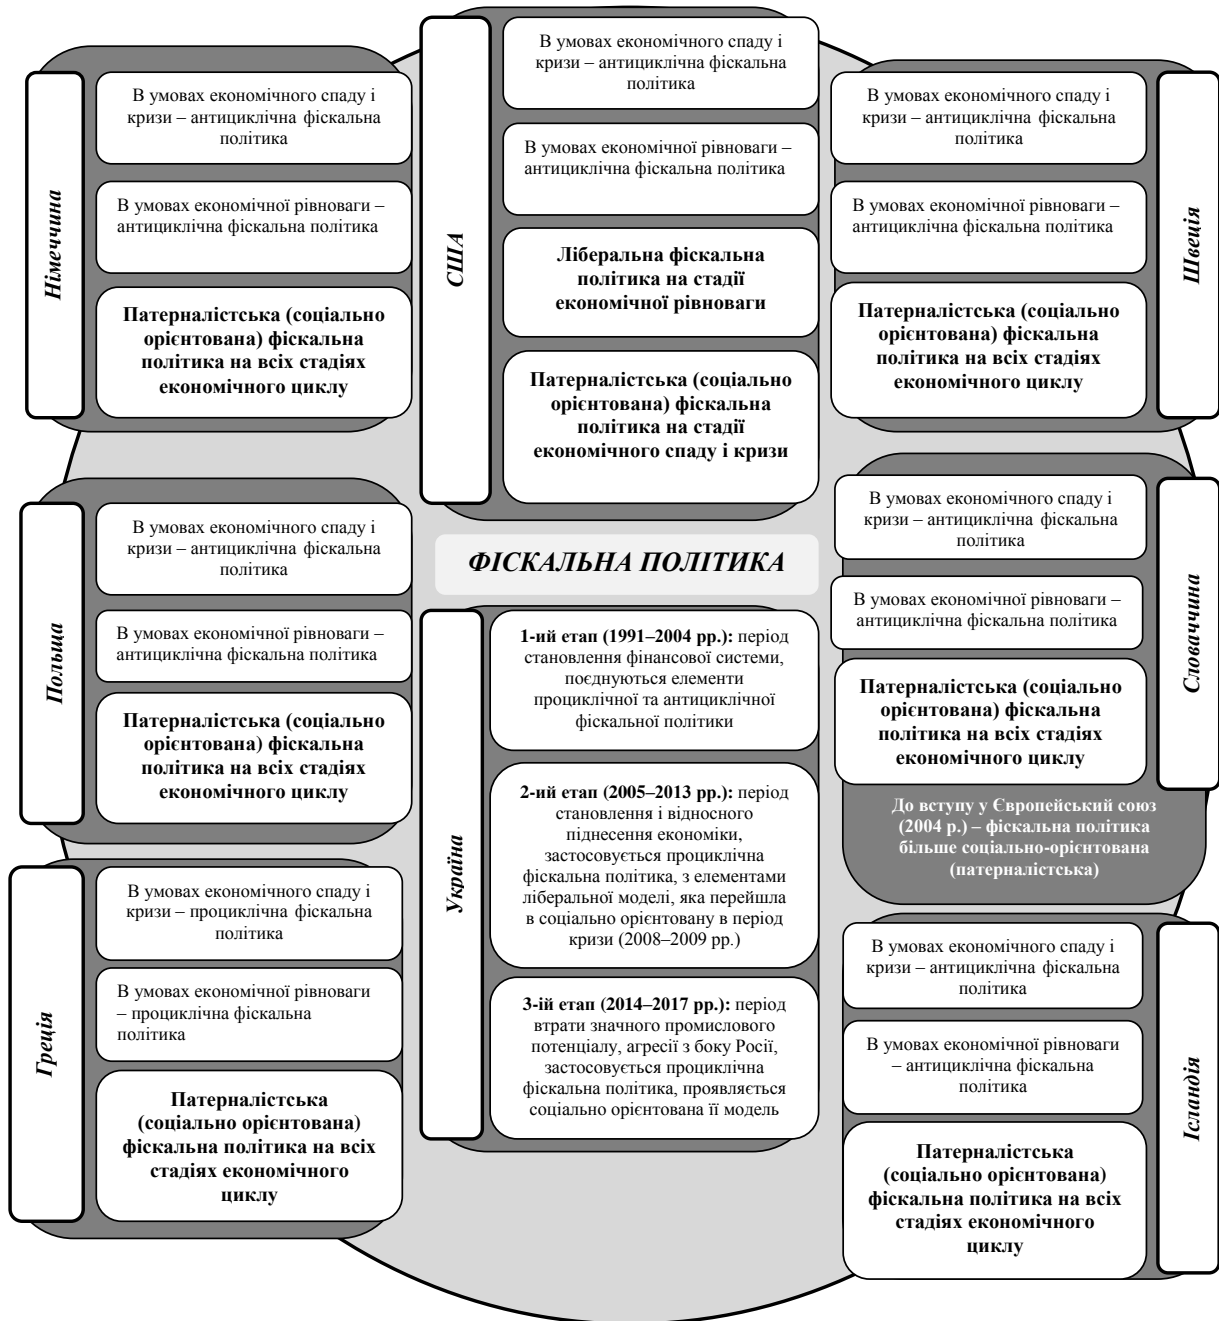 Німеччина
В умовах економічного спаду і
кризи – антициклічна фіскальна
політика
В умовах економічної рівноваги –
антициклічна фіскальна політика
Патерналістська (соціально
орієнтована) фіскальна
політика на всіх стадіях
економічного циклу
США
В умовах економічного спаду і
кризи – антициклічна фіскальна
політика
В умовах економічної рівноваги –
антициклічна фіскальна політика
Ліберальна фіскальна
політика на стадії
економічної рівноваги
Патерналістська (соціально
орієнтована) фіскальна
політика на стадії
економічного спаду і кризи
В умовах економічного спаду і
кризи – антициклічна фіскальна
політика
В умовах економічної рівноваги –
антициклічна фіскальна політика
Патерналістська (соціально
орієнтована) фіскальна
політика на всіх стадіях
економічного циклу
Швеція
ФІСКАЛЬНА ПОЛІТИКА
Польща
В умовах економічного спаду і
кризи – антициклічна фіскальна
політика
В умовах економічної рівноваги –
антициклічна фіскальна політика
Патерналістська (соціально
орієнтована) фіскальна
політика на всіх стадіях
економічного циклу
Україна
1-ий етап (1991–2004 рр.): період
становлення фінансової системи,
поєднуються елементи
проциклічної та антициклічної
фіскальної політики
2-ий етап (2005–2013 рр.): період
становлення і відносного
піднесення економіки,
застосовується проциклічна
фіскальна політика, з елементами
ліберальної моделі, яка перейшла
в соціально орієнтовану в період
кризи (2008–2009 рр.)
3-ій етап (2014–2017 рр.): період
втрати значного промислового
потенціалу, агресії з боку Росії,
застосовується проциклічна
фіскальна політика, проявляється
соціально орієнтована її модель
В умовах економічного спаду і
кризи – антициклічна фіскальна
політика
В умовах економічної рівноваги –
антициклічна фіскальна політика
Патерналістська (соціально
орієнтована) фіскальна
політика на всіх стадіях
економічного циклу
До вступу у Європейський союз
(2004 р.) – фіскальна політика
більше соціально-орієнтована
(патерналістська)
Словаччина
Греція
В умовах економічного спаду і
кризи – проциклічна фіскальна
політика
В умовах економічної рівноваги
– проциклічна фіскальна
політика
Патерналістська
(соціально орієнтована)
фіскальна політика на всіх
стадіях економічного
циклу
В умовах економічного спаду і
кризи – антициклічна фіскальна
політика
В умовах економічної рівноваги
– антициклічна фіскальна
політика
Патерналістська
(соціально орієнтована)
фіскальна політика на всіх
стадіях економічного
циклу
Ісландія